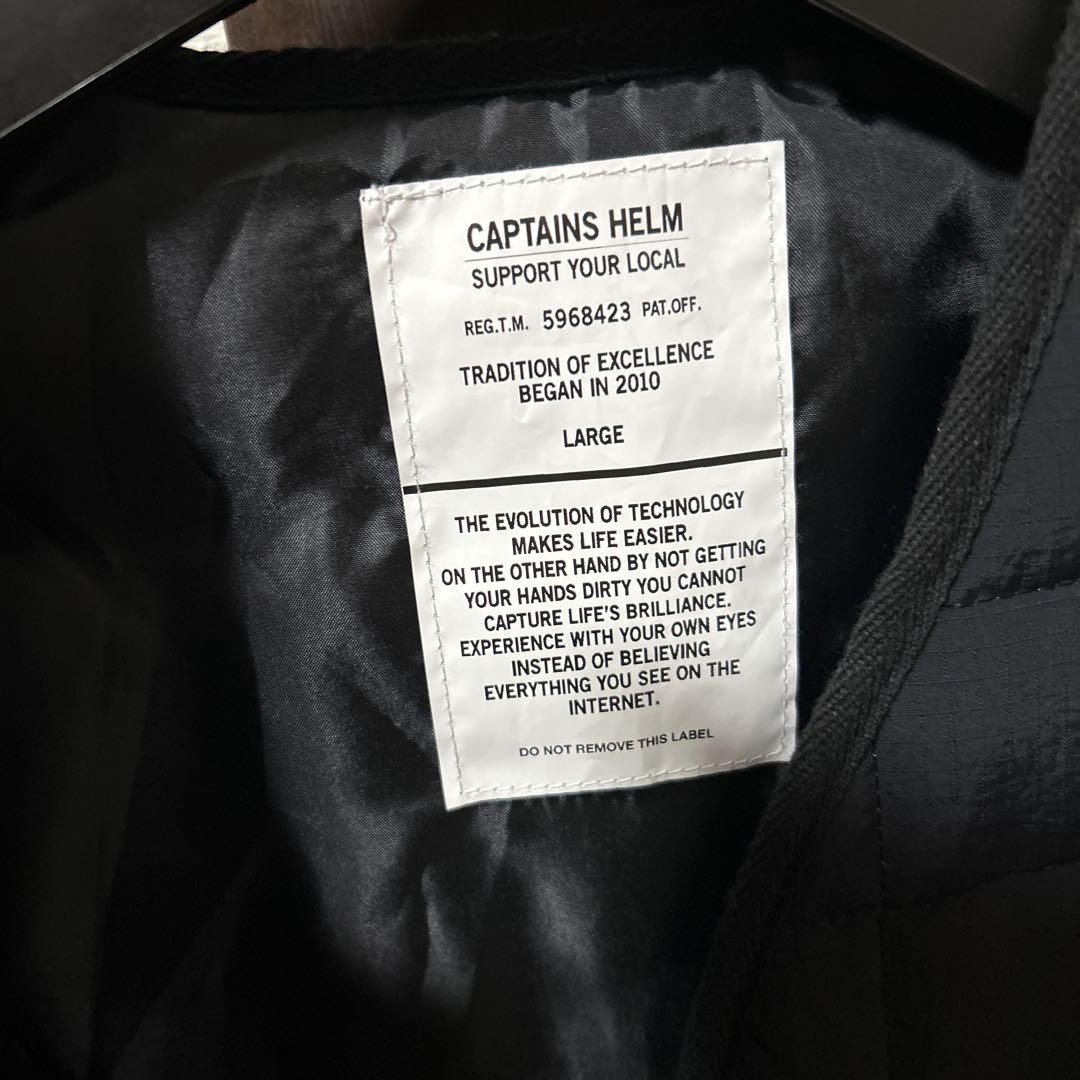 CAPTAINS HELM
SUPPORT YOUR LOCAL
REG.T.M. 5968423 PAT.OFF.
TRADITION OF EXCELLENCE
BEGAN IN 2010
LARGE
THE EVOLUTION OF TECHNOLOGY
MAKES LIFE EASIER.
ON THE OTHER HAND BY NOT GETTING
YOUR HANDS DIRTY YOU CANNOT
CAPTURE LIFE'S BRILLIANCE.
EXPERIENCE WITH YOUR OWN EYES
INSTEAD OF BELIEVING
EVERYTHING YOU SEE ON THE
INTERNET.
DO NOT REMOVE THIS LABEL